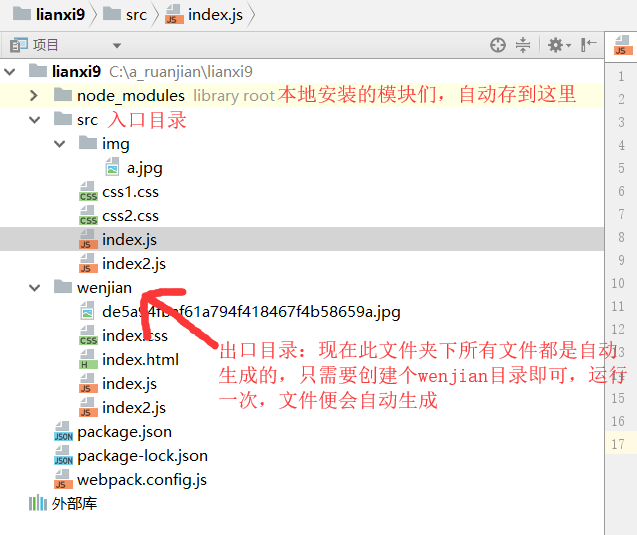 lianxi9 src index.js
项目
lianxi9 C:\a_ruanjian\lianxi9
node_modules library root 本地安装的模块们，自动存到这里
src 入口目录
img
a.jpg
css1.css
css2.css
index.js
index2.js
wenjian
index.css
index.html
出口目录：现在此文件夹下所有文件都是自动
index.js
生成的，只需要创建个wenjian目录即可，运行
index2.js
一次，文件便会自动生成
package.json
package-lock.json
webpack.config.js
外部库
1
2
3
4
5
6
7
8
9
10
11
12
13
15
16
17